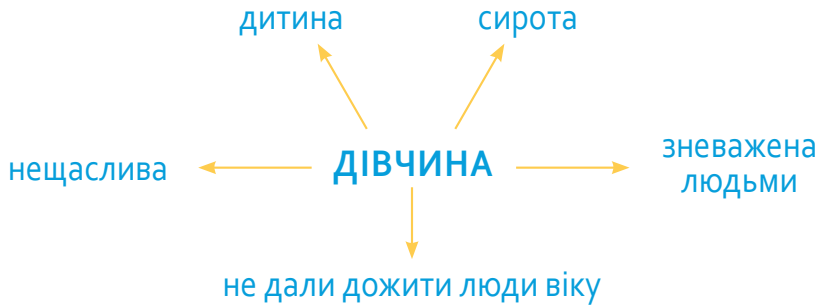 дитина
сирота
нещаслива
ДІВЧИНА
зневажена
людьми
не дали дожити люди віку